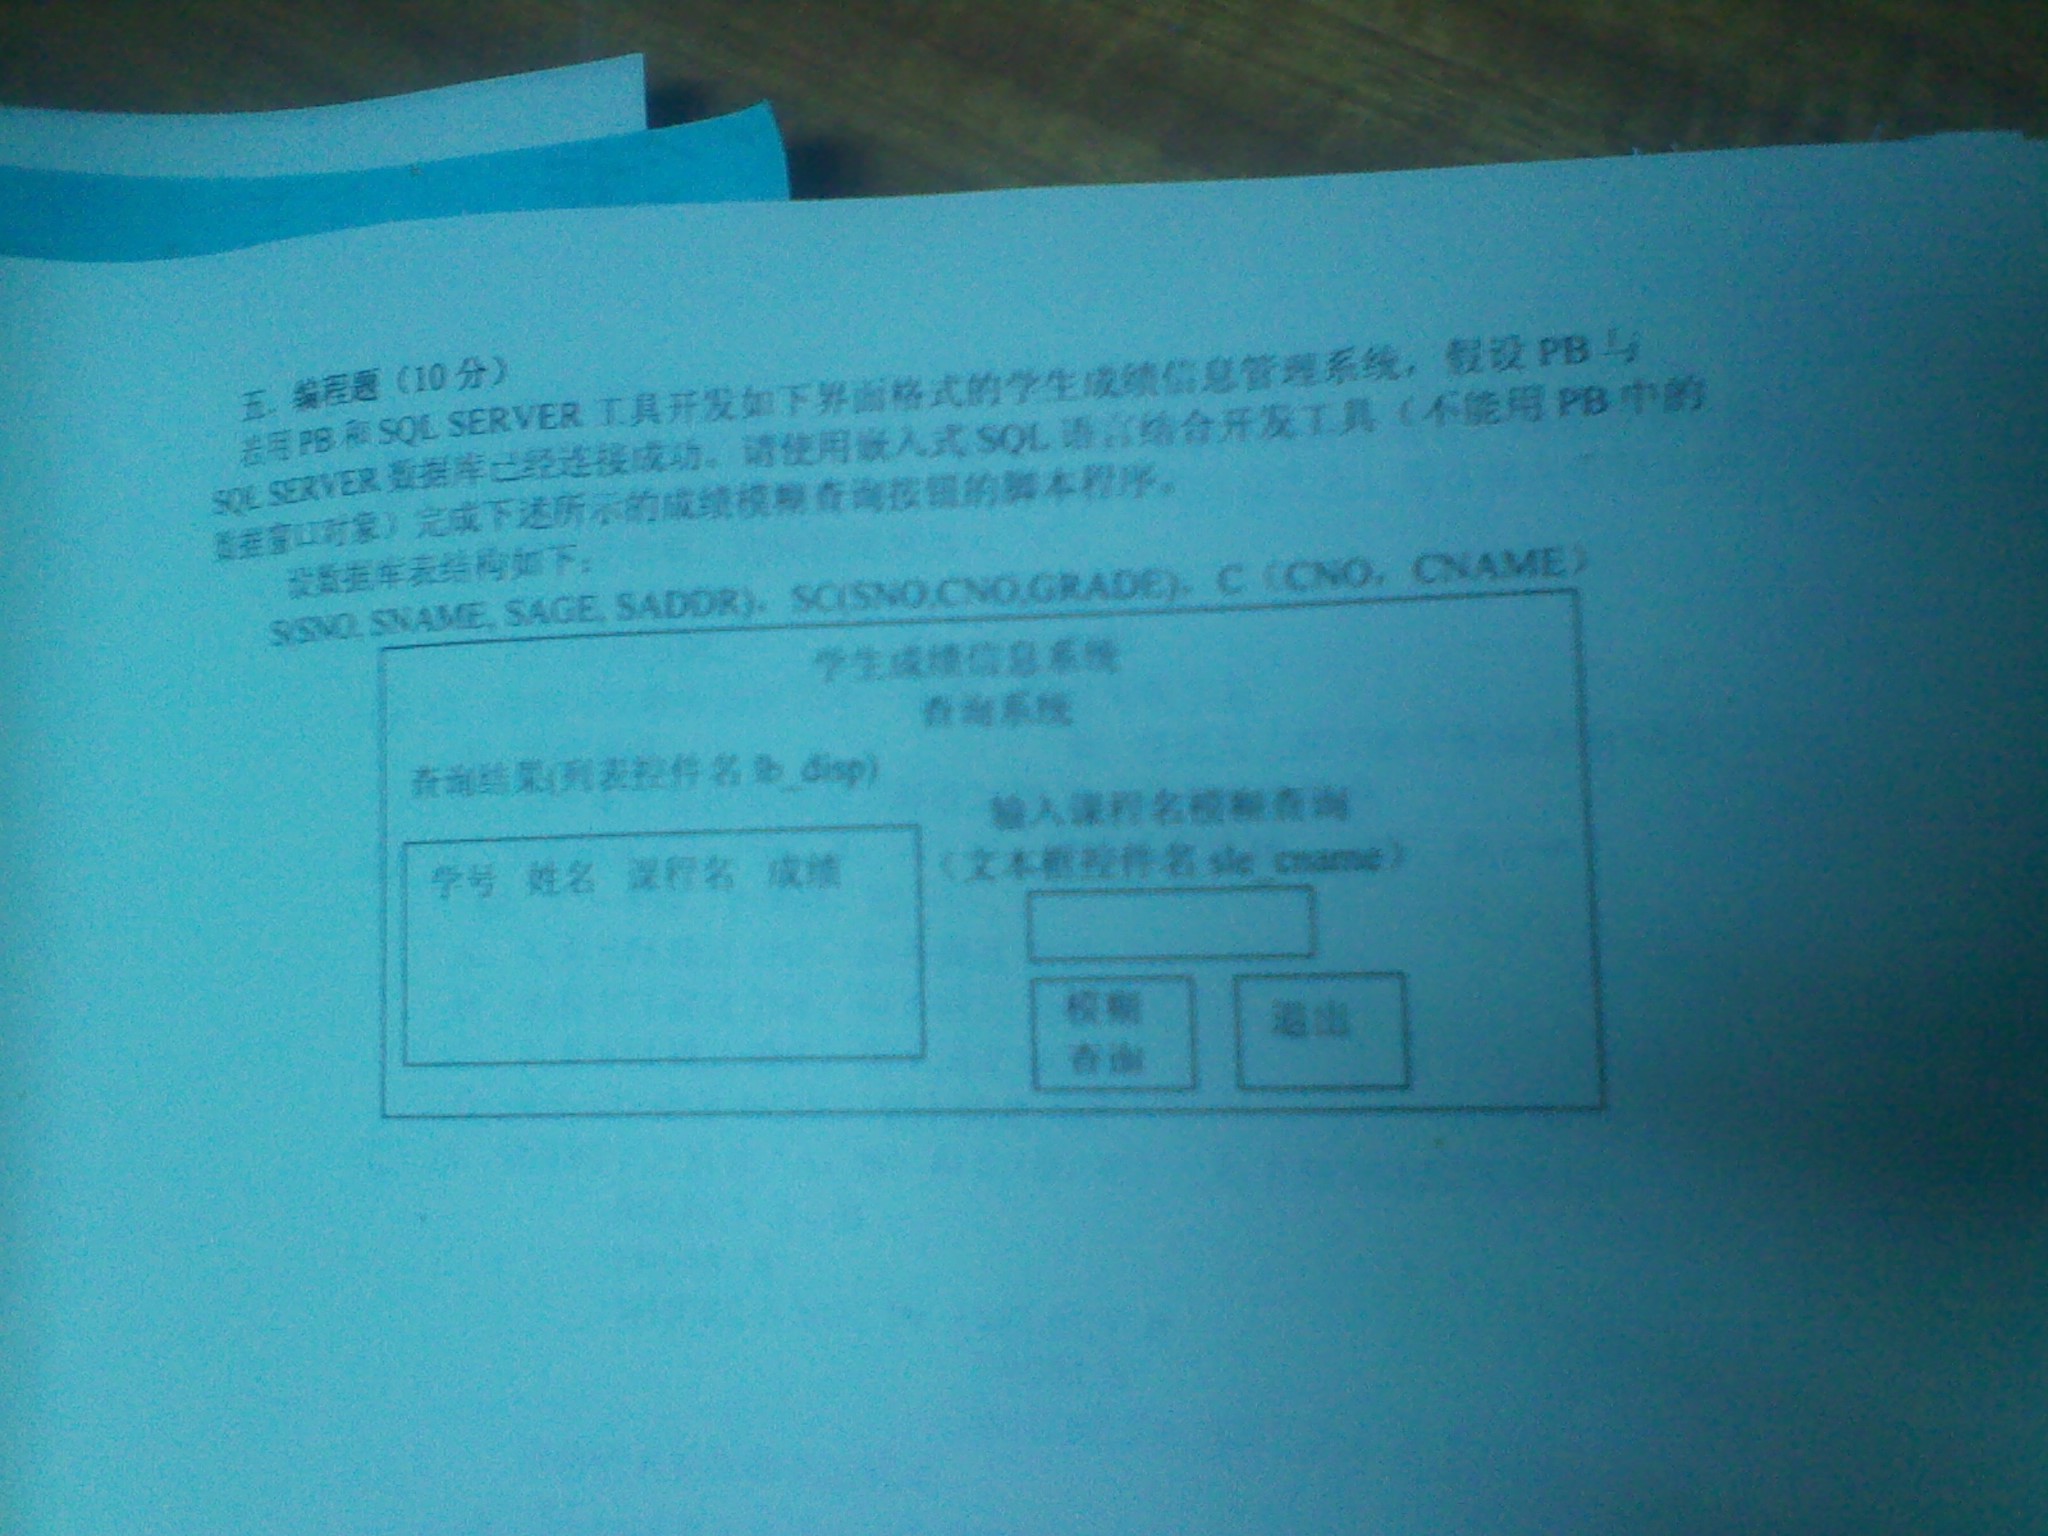 五. 编程题（10 分）
若用 PB 和 SQL SERVER 工具开发如下界面格式的学生成绩信息管理系统，假设 PB 与
SQL SERVER 数据库已经连接成功。请使用嵌入式 SQL 语言结合开发工具（不能用 PB 中的
数据窗口对象）完成下述所示的成绩模糊查询按钮的脚本程序。
设数据库表结构如下：
S(SNO, SNAME, SAGE, SADDR)、SC(SNO,CNO,GRADE)、C（CNO，CNAME）
学生成绩信息系统
查询系统
查询结果(列表控件名 lb_disp)
输入课程名模糊查询
（文本框控件名 sle_cname）
学号 姓名 课程名 成绩
模糊
查询
退出